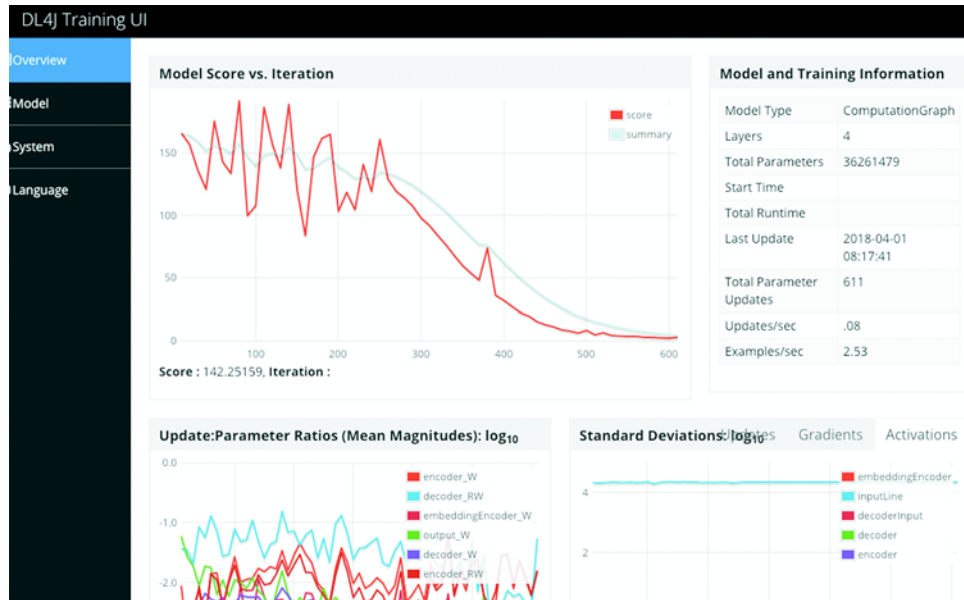 DL4J Training UI
Overview
Model
System
Language
Model Score vs. Iteration
score
summary
150
100
50
0
100 200 300 400 500 600
Score : 142.25159, Iteration :
Model and Training Information
Model Type ComputationGraph
Layers 4
Total Parameters 36261479
Start Time
Total Runtime
Last Update 2018-04-01
08:17:41
Total Parameter 611
Updates
Updates/sec .08
Examples/sec 2.53
Update:Parameter Ratios (Mean Magnitudes): log10
0.0
-1.0
-2.0
encoder_W
decoder_RW
embeddingEncoder_W
output_W
decoder_W
encoder_RW
Standard Deviations: log10 Updates Gradients Activations
4
2
embeddingEncoder
inputLine
decoderInput
decoder
encoder